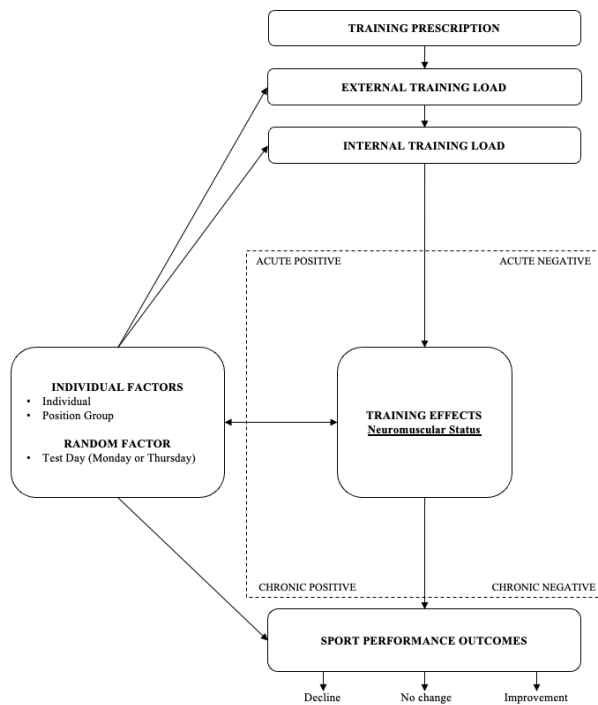 TRAINING PRESCRIPTION
EXTERNAL TRAINING LOAD
INTERNAL TRAINING LOAD
ACUTE POSITIVE
ACUTE NEGATIVE
INDIVIDUAL FACTORS
• Individual
• Position Group
RANDOM FACTOR
• Test Day (Monday or Thursday)
TRAINING EFFECTS
Neuromuscular Status
CHRONIC POSITIVE
CHRONIC NEGATIVE
SPORT PERFORMANCE OUTCOMES
Decline
No change
Improvement